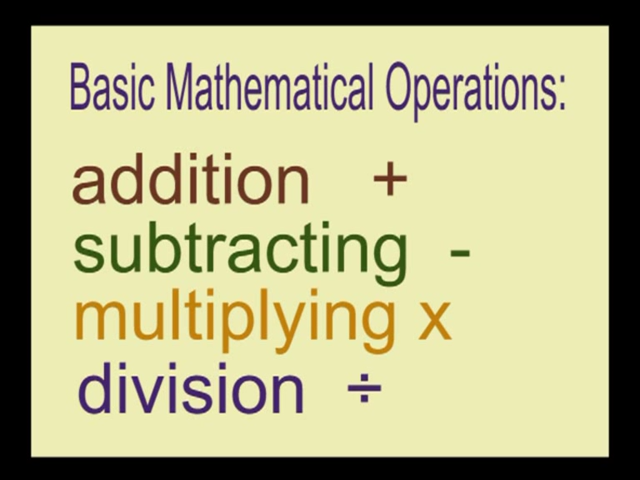 Basic Mathematical Operations:
addition +
subtracting -
multiplying x
division ÷